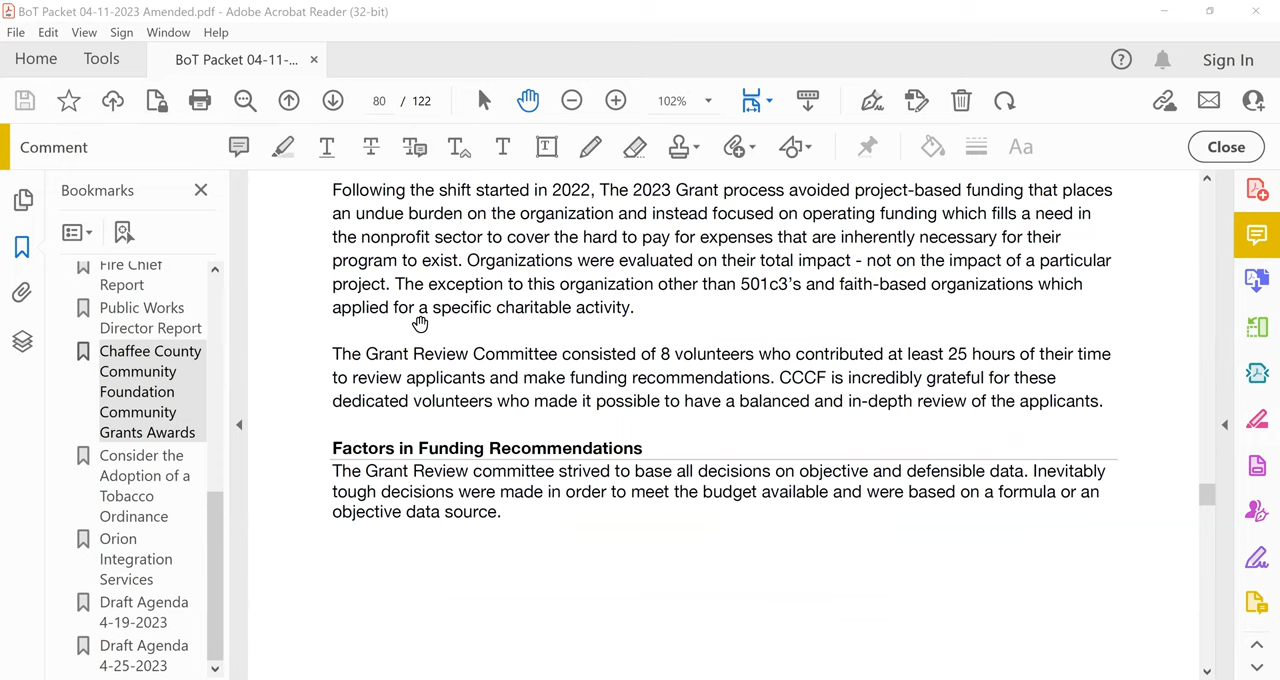 BoT Packet 04-11-2023 Amended.pdf - Adobe Acrobat Reader (32-bit)
File Edit View Sign Window Help
Home Tools BoT Packet 04-11-... × Sign In
80 / 122 102%
Comment Close
Bookmarks
Fire Chief
Report
Public Works
Director Report
Chaffee County
Community
Foundation
Community
Grants Awards
Consider the
Adoption of a
Tobacco
Ordinance
Orion
Integration
Services
Draft Agenda
4-19-2023
Draft Agenda
4-25-2023
Following the shift started in 2022, The 2023 Grant process avoided project-based funding that places
an undue burden on the organization and instead focused on operating funding which fills a need in
the nonprofit sector to cover the hard to pay for expenses that are inherently necessary for their
program to exist. Organizations were evaluated on their total impact - not on the impact of a particular
project. The exception to this organization other than 501c3’s and faith-based organizations which
applied for a specific charitable activity.
The Grant Review Committee consisted of 8 volunteers who contributed at least 25 hours of their time
to review applicants and make funding recommendations. CCCF is incredibly grateful for these
dedicated volunteers who made it possible to have a balanced and in-depth review of the applicants.
Factors in Funding Recommendations
The Grant Review committee strived to base all decisions on objective and defensible data. Inevitably
tough decisions were made in order to meet the budget available and were based on a formula or an
objective data source.